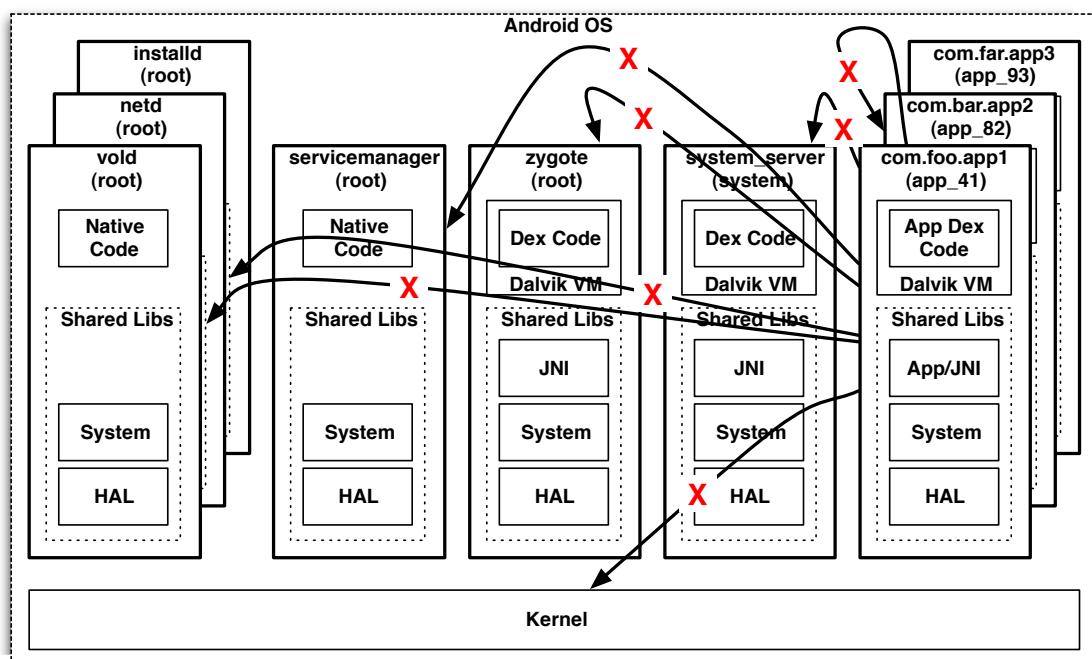 Android OS
installd
(root)
netd
(root)
vold
(root)
Native
Code
Shared Libs
System
HAL
servicemanager
(root)
Native
Code
Shared Libs
System
HAL
zygote
(root)
Dex Code
Dalvik VM
Shared Libs
JNI
System
HAL
system_server
(system)
Dex Code
Dalvik VM
Shared Libs
JNI
System
HAL
com.far.app3
(app_93)
com.bar.app2
(app_82)
com.foo.app1
(app_41)
App Dex
Code
Dalvik VM
Shared Libs
App/JNI
System
HAL
X
X
X
X
X
X
X
Kernel